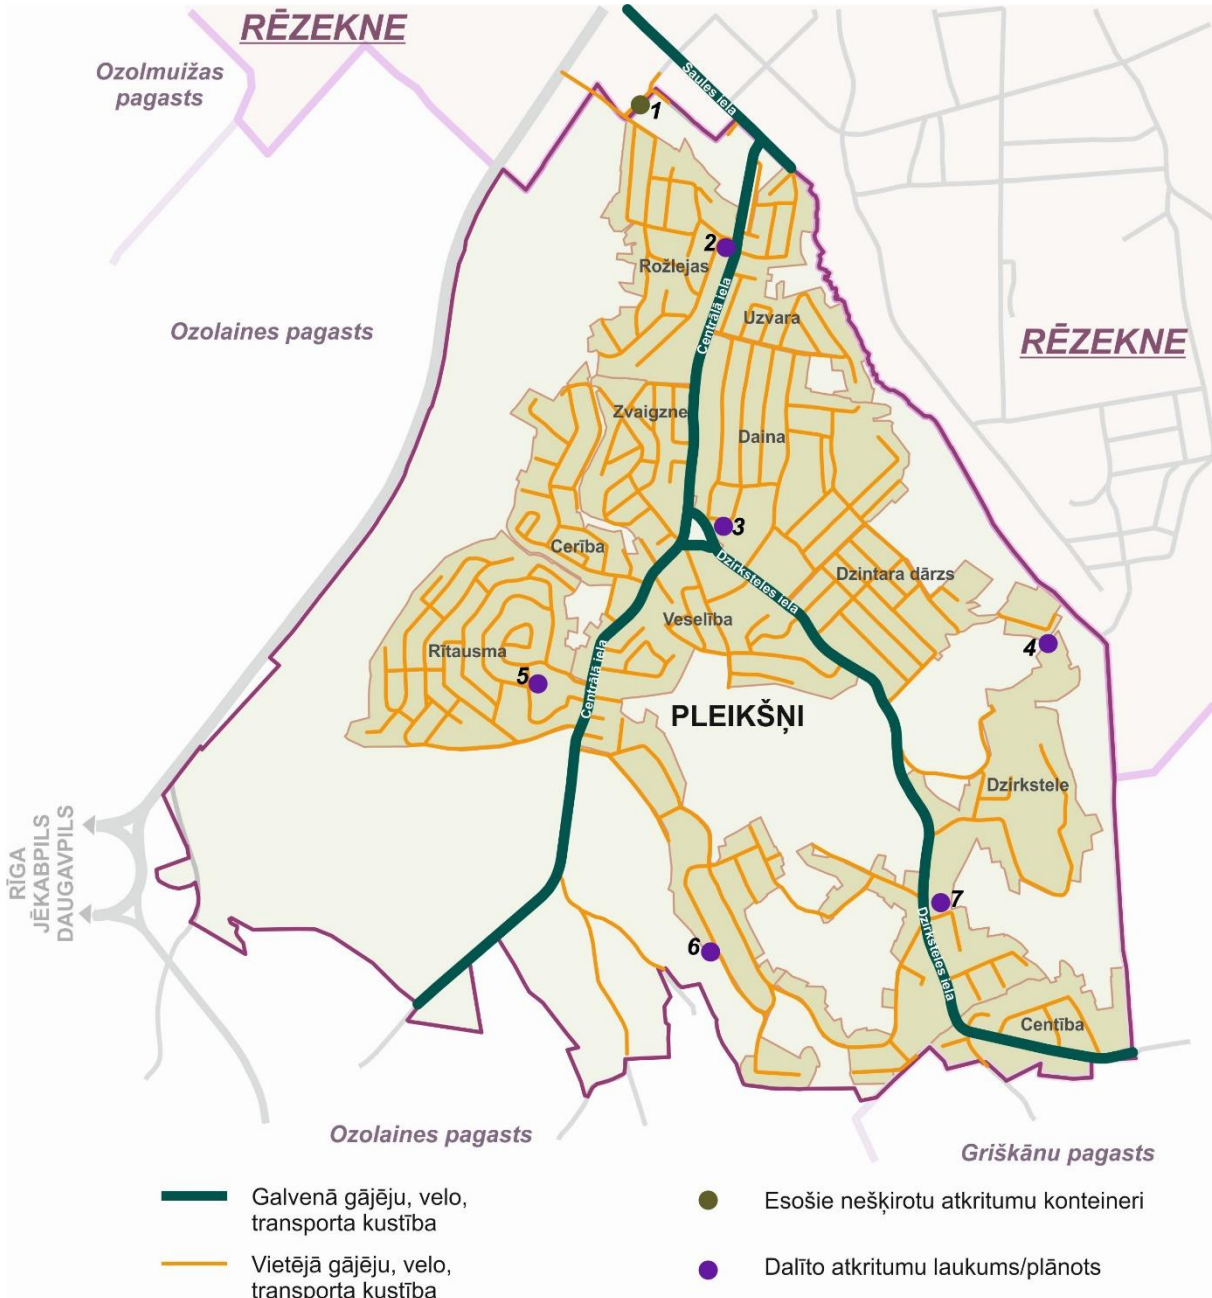 RĒZEKNE
Ozolmuižas
pagasts
Saules iela
1
2
Rožlejas
Centrālā iela
Uzvara
Ozolaines pagasts
RĒZEKNE
Zvaigzne
Daina
3
Cerība
Dzirksteles iela
Dzintara dārzs
Veselība
4
Rītausma
5
Centrālā iela
PLEIKŠŅI
Dzirkstele
RĪGA
JĒKABPILS
DAUGAVPILS
7
6
Dzirksteles iela
Centība
Ozolaines pagasts
Griškānu pagasts
Galvenā gājēju, velo,
transporta kustība
Esošie nešķirotu atkritumu konteineri
Vietējā gājēju, velo,
transporta kustība
Dalīto atkritumu laukums/plānots